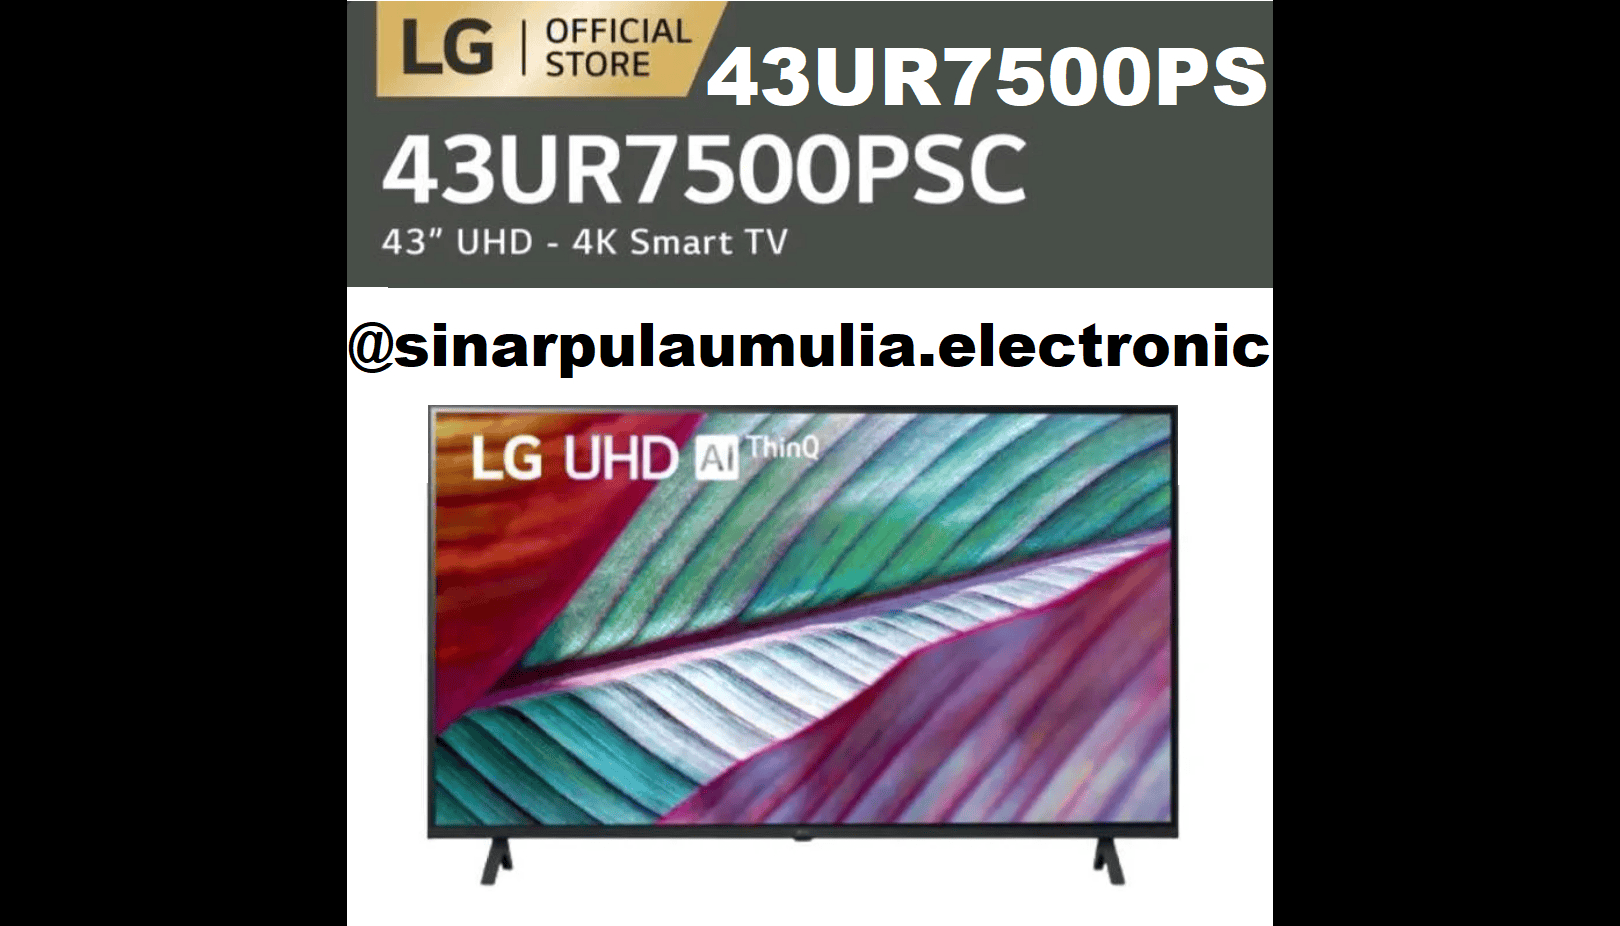 LG OFFICIAL
STORE
43UR7500PS
43UR7500PSC
43” UHD - 4K Smart TV
@sinarpulaumulia.electronic
LG UHD AI ThinQ